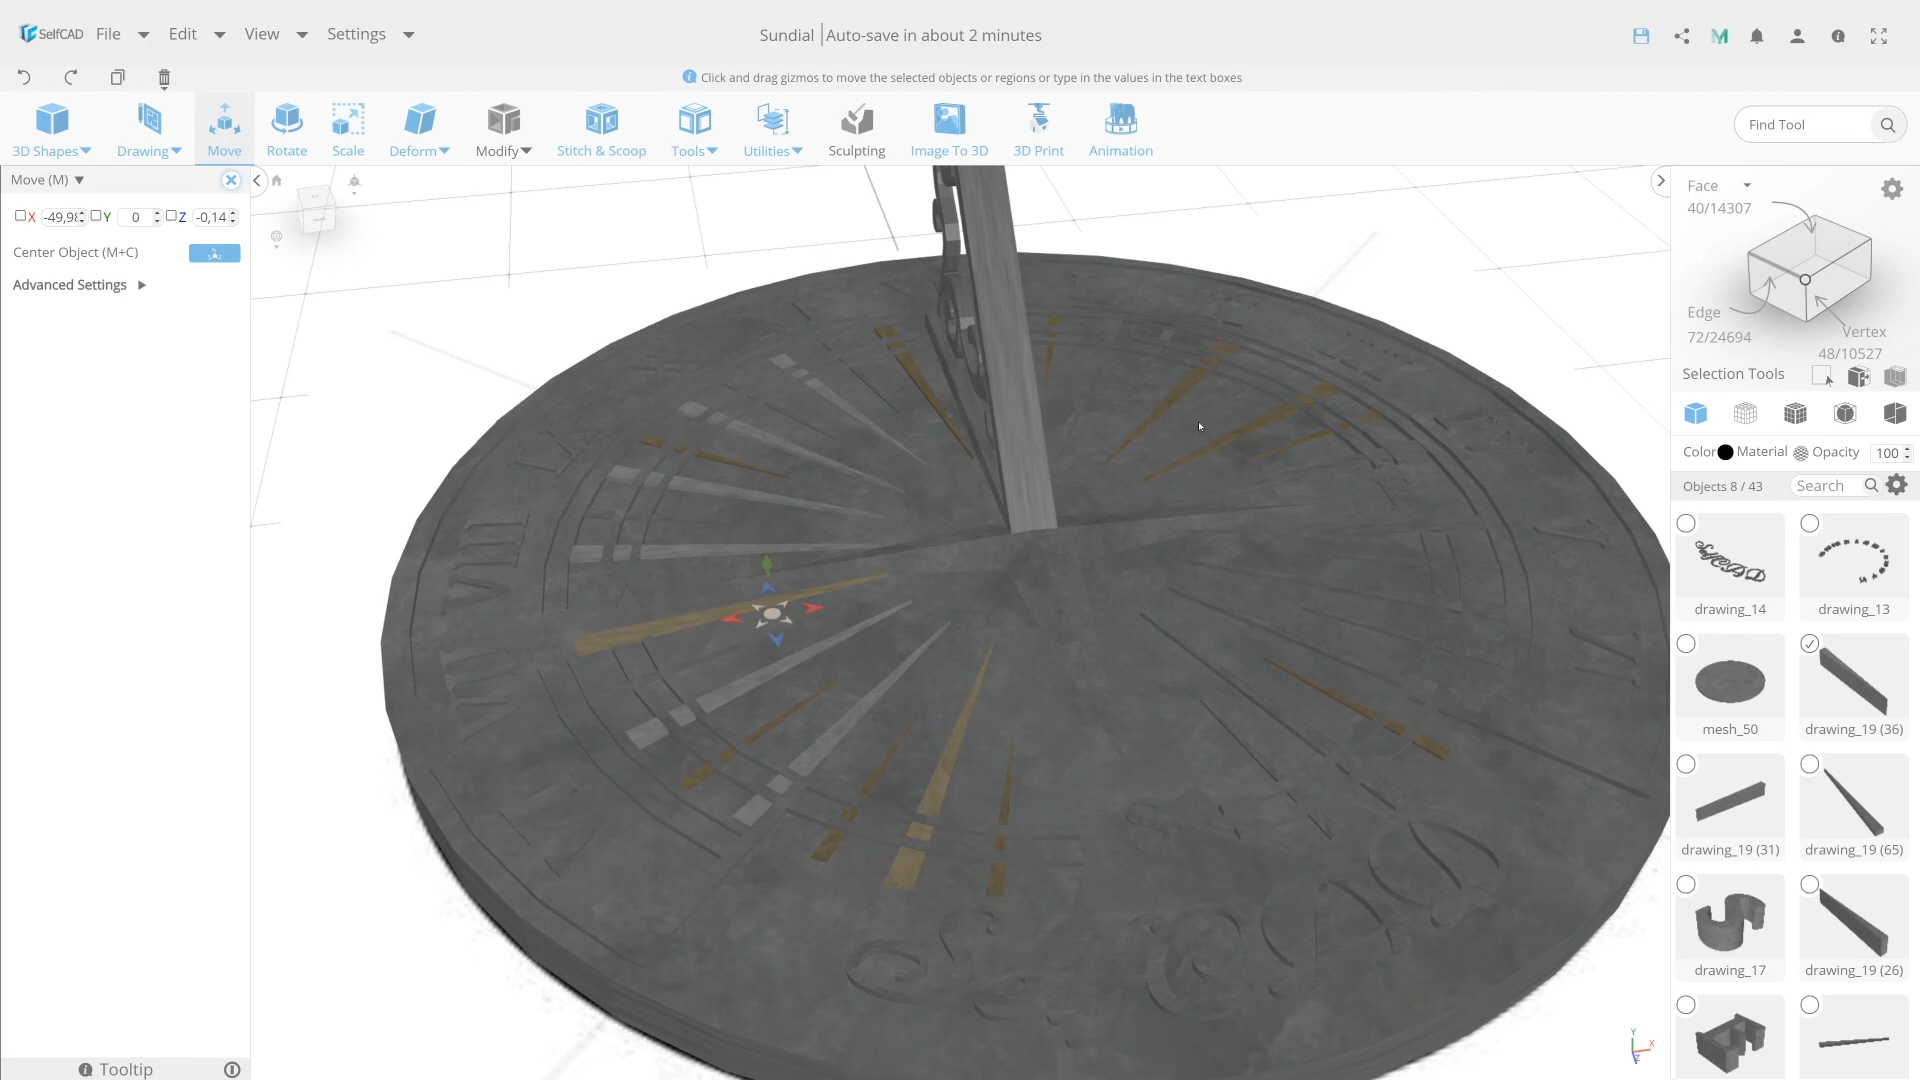 SelfCAD File Edit View Settings
Sundial Auto-save in about 2 minutes
Click and drag gizmos to move the selected objects or regions or type in the values in the text boxes
3D Shapes Drawing Move Rotate Scale Deform Modify Stitch & Scoop Tools Utilities Sculpting Image To 3D 3D Print Animation
Find Tool
Move (M)
X -49,98 Y 0 Z -0,14
Center Object (M+C)
Advanced Settings
Tooltip
Face
40/14307
Edge
72/24694
Vertex
48/10527
Selection Tools
Color Material Opacity 100
Objects 8 / 43 Search
drawing_14 drawing_13
mesh_50 drawing_19 (36)
drawing_19 (31) drawing_19 (65)
drawing_17 drawing_19 (26)
SelfCAD
Y
X
Z